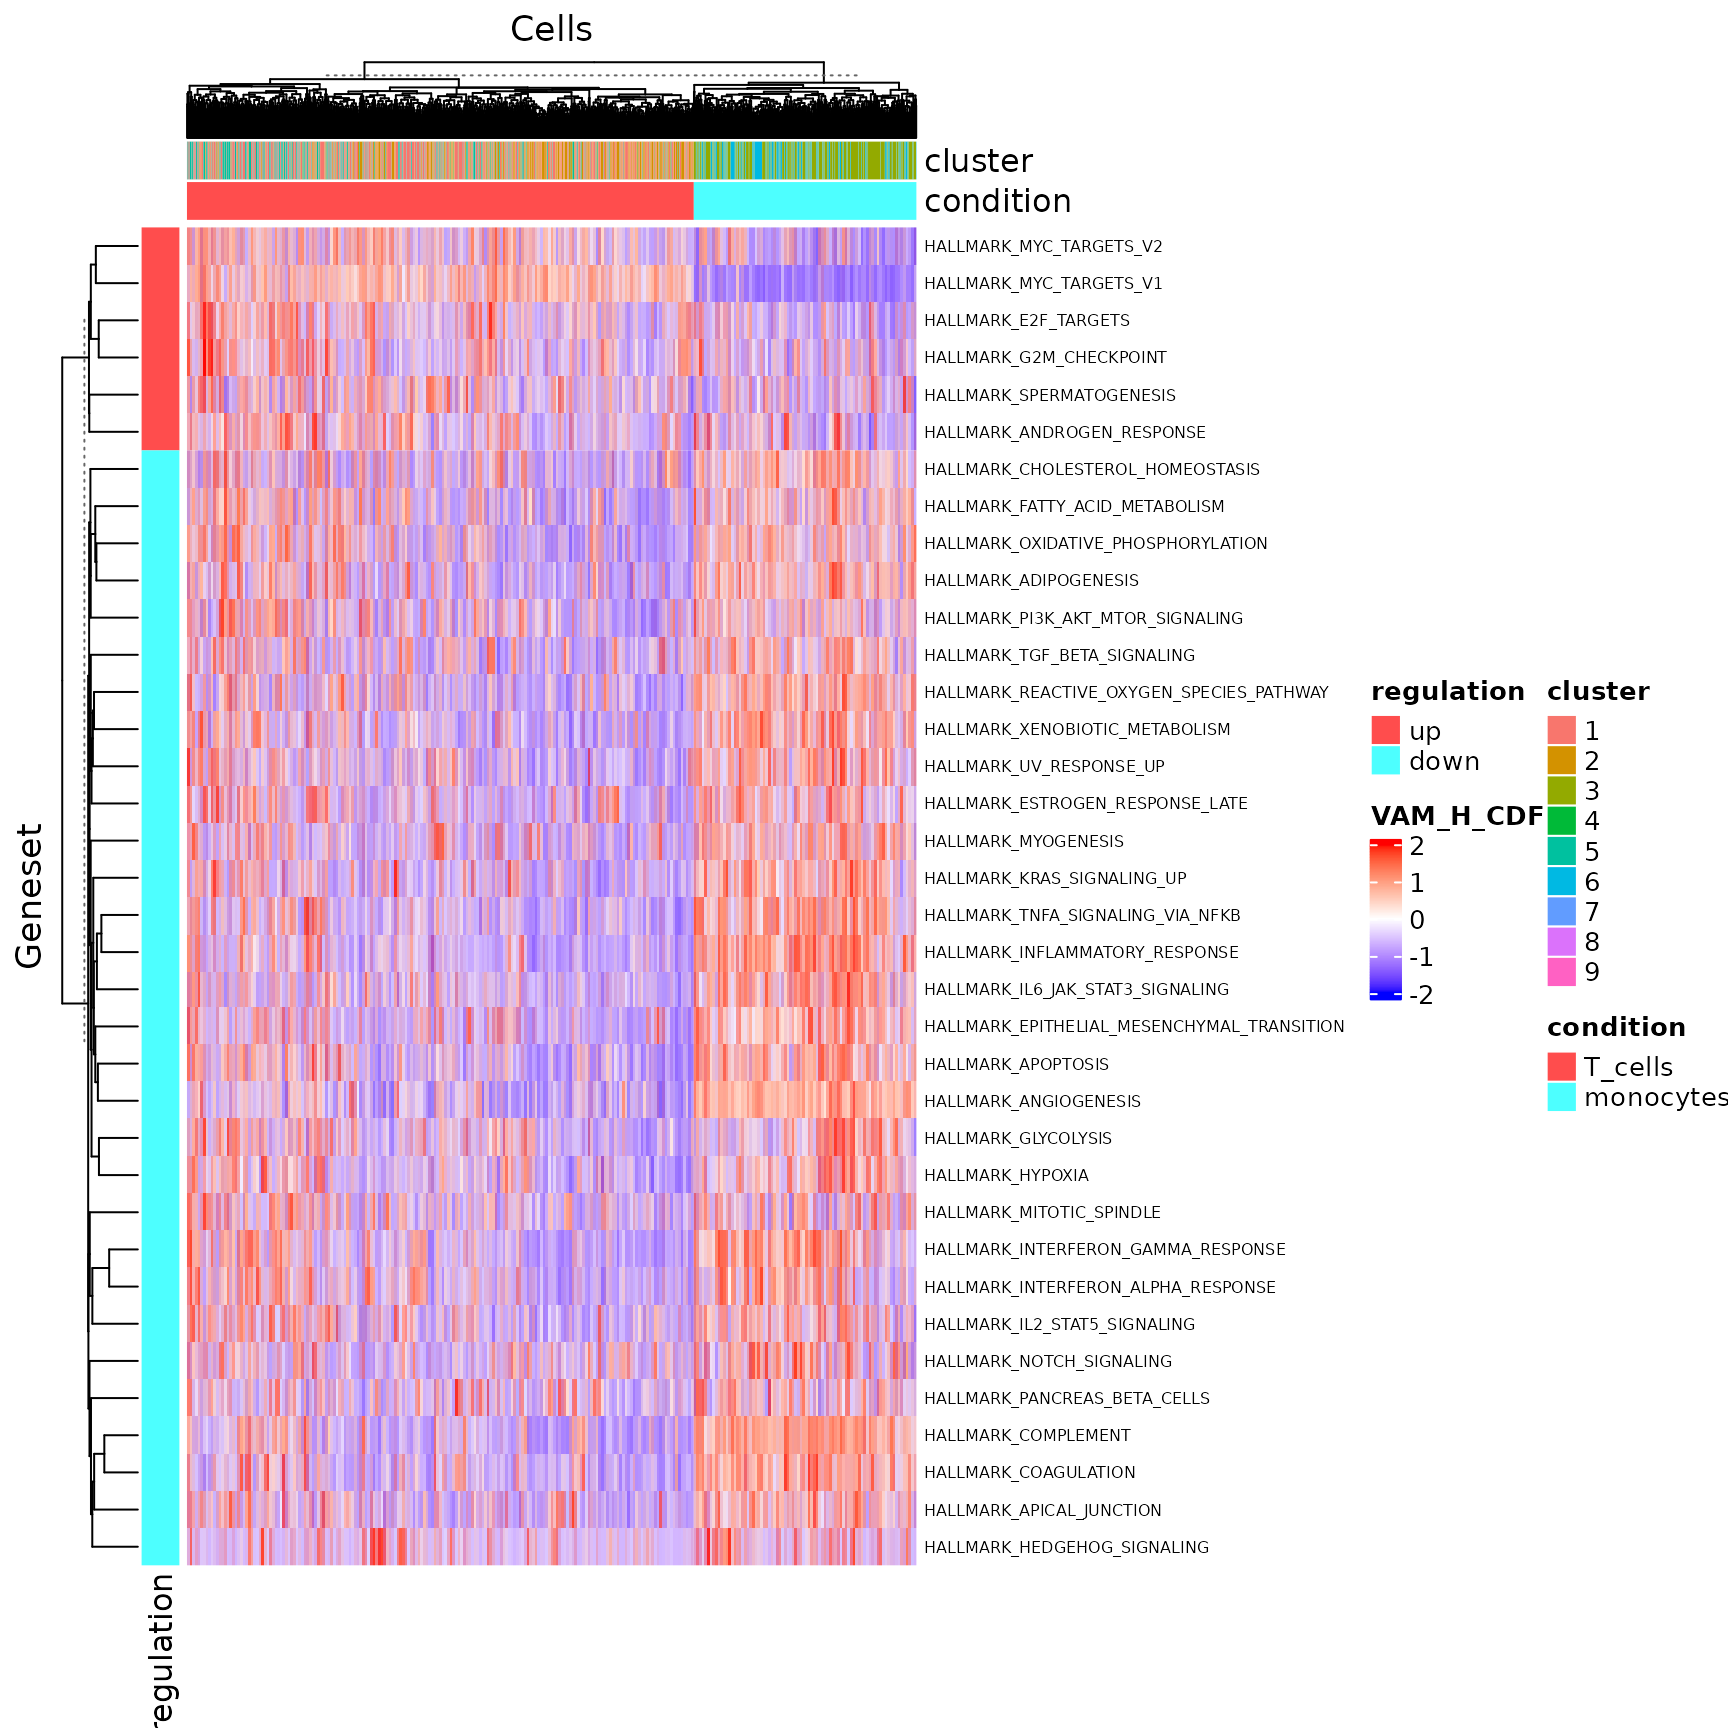 Cells
cluster
condition
HALLMARK_MYC_TARGETS_V2
HALLMARK_MYC_TARGETS_V1
HALLMARK_E2F_TARGETS
HALLMARK_G2M_CHECKPOINT
HALLMARK_SPERMATOGENESIS
HALLMARK_ANDROGEN_RESPONSE
HALLMARK_CHOLESTEROL_HOMEOSTASIS
HALLMARK_FATTY_ACID_METABOLISM
HALLMARK_OXIDATIVE_PHOSPHORYLATION
HALLMARK_ADIPOGENESIS
HALLMARK_PI3K_AKT_MTOR_SIGNALING
HALLMARK_TGF_BETA_SIGNALING
HALLMARK_REACTIVE_OXYGEN_SPECIES_PATHWAY
HALLMARK_XENOBIOTIC_METABOLISM
HALLMARK_UV_RESPONSE_UP
HALLMARK_ESTROGEN_RESPONSE_LATE
HALLMARK_MYOGENESIS
HALLMARK_KRAS_SIGNALING_UP
HALLMARK_TNFA_SIGNALING_VIA_NFKB
HALLMARK_INFLAMMATORY_RESPONSE
HALLMARK_IL6_JAK_STAT3_SIGNALING
HALLMARK_EPITHELIAL_MESENCHYMAL_TRANSITION
HALLMARK_APOPTOSIS
HALLMARK_ANGIOGENESIS
HALLMARK_GLYCOLYSIS
HALLMARK_HYPOXIA
HALLMARK_MITOTIC_SPINDLE
HALLMARK_INTERFERON_GAMMA_RESPONSE
HALLMARK_INTERFERON_ALPHA_RESPONSE
HALLMARK_IL2_STAT5_SIGNALING
HALLMARK_NOTCH_SIGNALING
HALLMARK_PANCREAS_BETA_CELLS
HALLMARK_COMPLEMENT
HALLMARK_COAGULATION
HALLMARK_APICAL_JUNCTION
HALLMARK_HEDGEHOG_SIGNALING
Geneset
regulation
regulation
up
down
VAM_H_CDF
2
1
0
-1
-2
cluster
1
2
3
4
5
6
7
8
9
condition
T_cells
monocytes